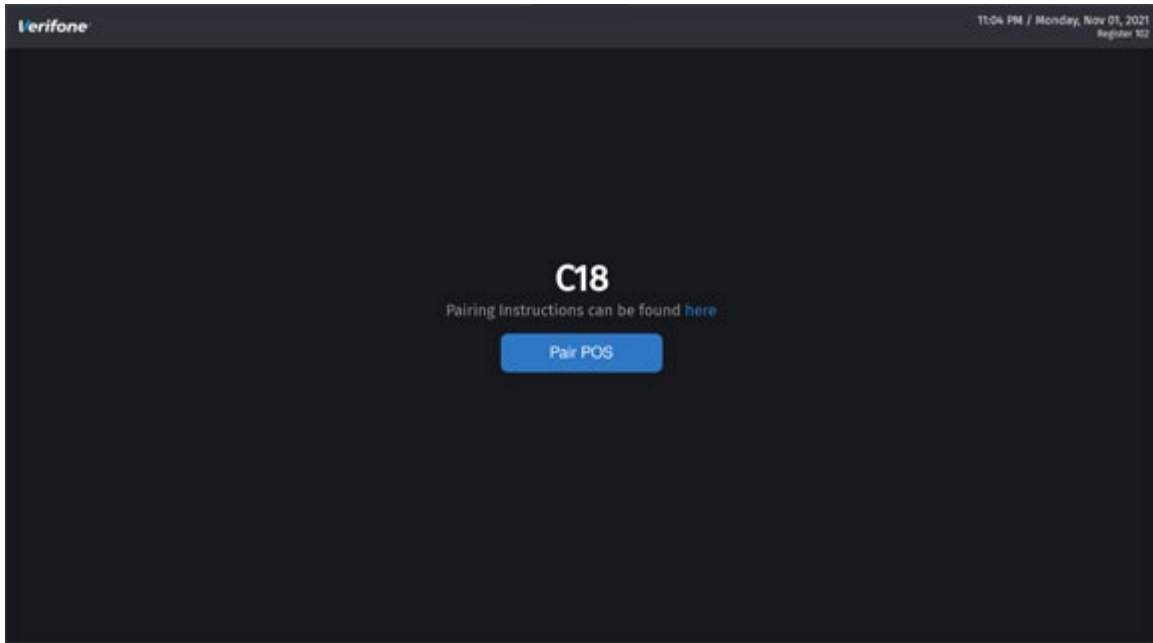 Verifone
11:04 PM / Monday, Nov 01, 2021
Register 102
C18
Pairing Instructions can be found here
Pair POS